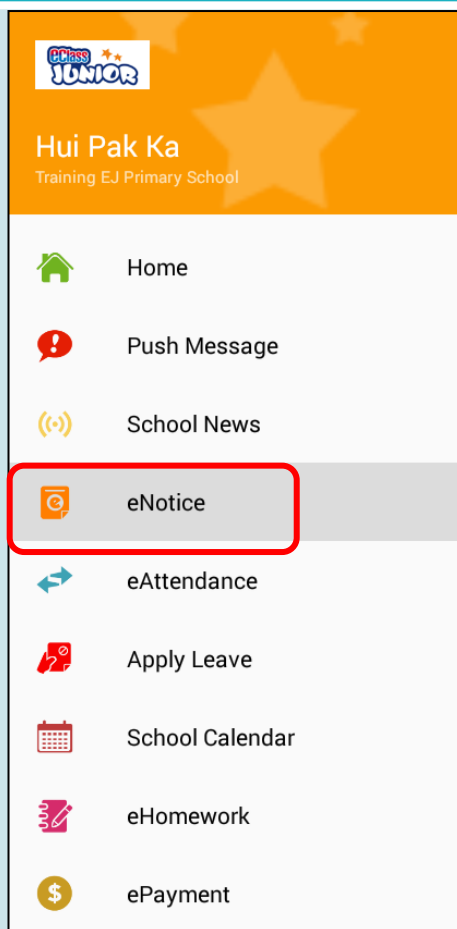 eClass
JUNIOR
Hui Pak Ka
Training EJ Primary School
Home
Push Message
School News
eNotice
eAttendance
Apply Leave
School Calendar
eHomework
$
ePayment